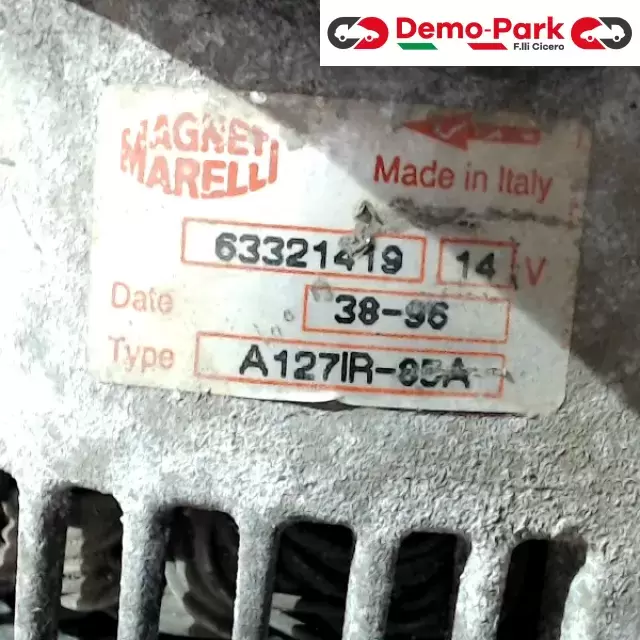 Demo-Park
F.lli Cicero
MAGNETI
MARELLI
Made in Italy
63321419
14 V
Date 38-96
Type A127IR-85A